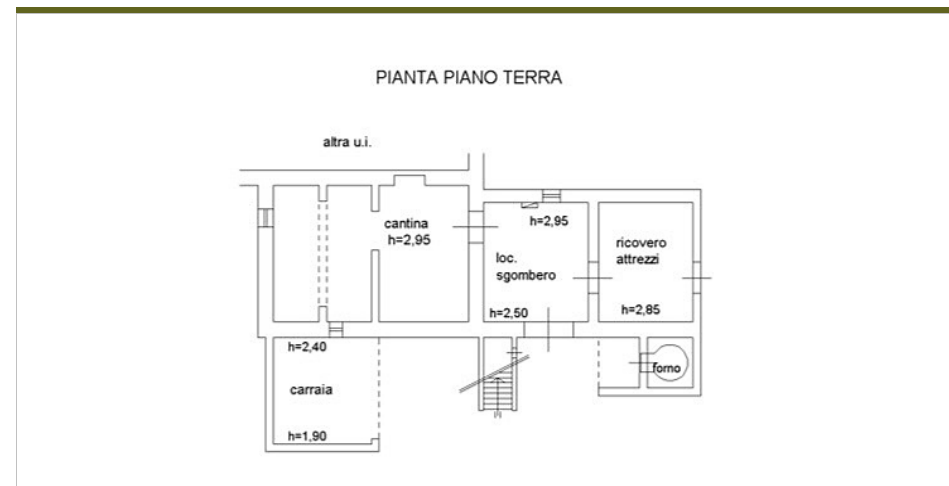 PIANTA PIANO TERRA
altra u.i.
cantina
h=2,95
h=2,95
loc.
sgombero
h=2,50
ricovero
attrezzi
h=2,85
h=2,40
carraia
h=1,90
forno